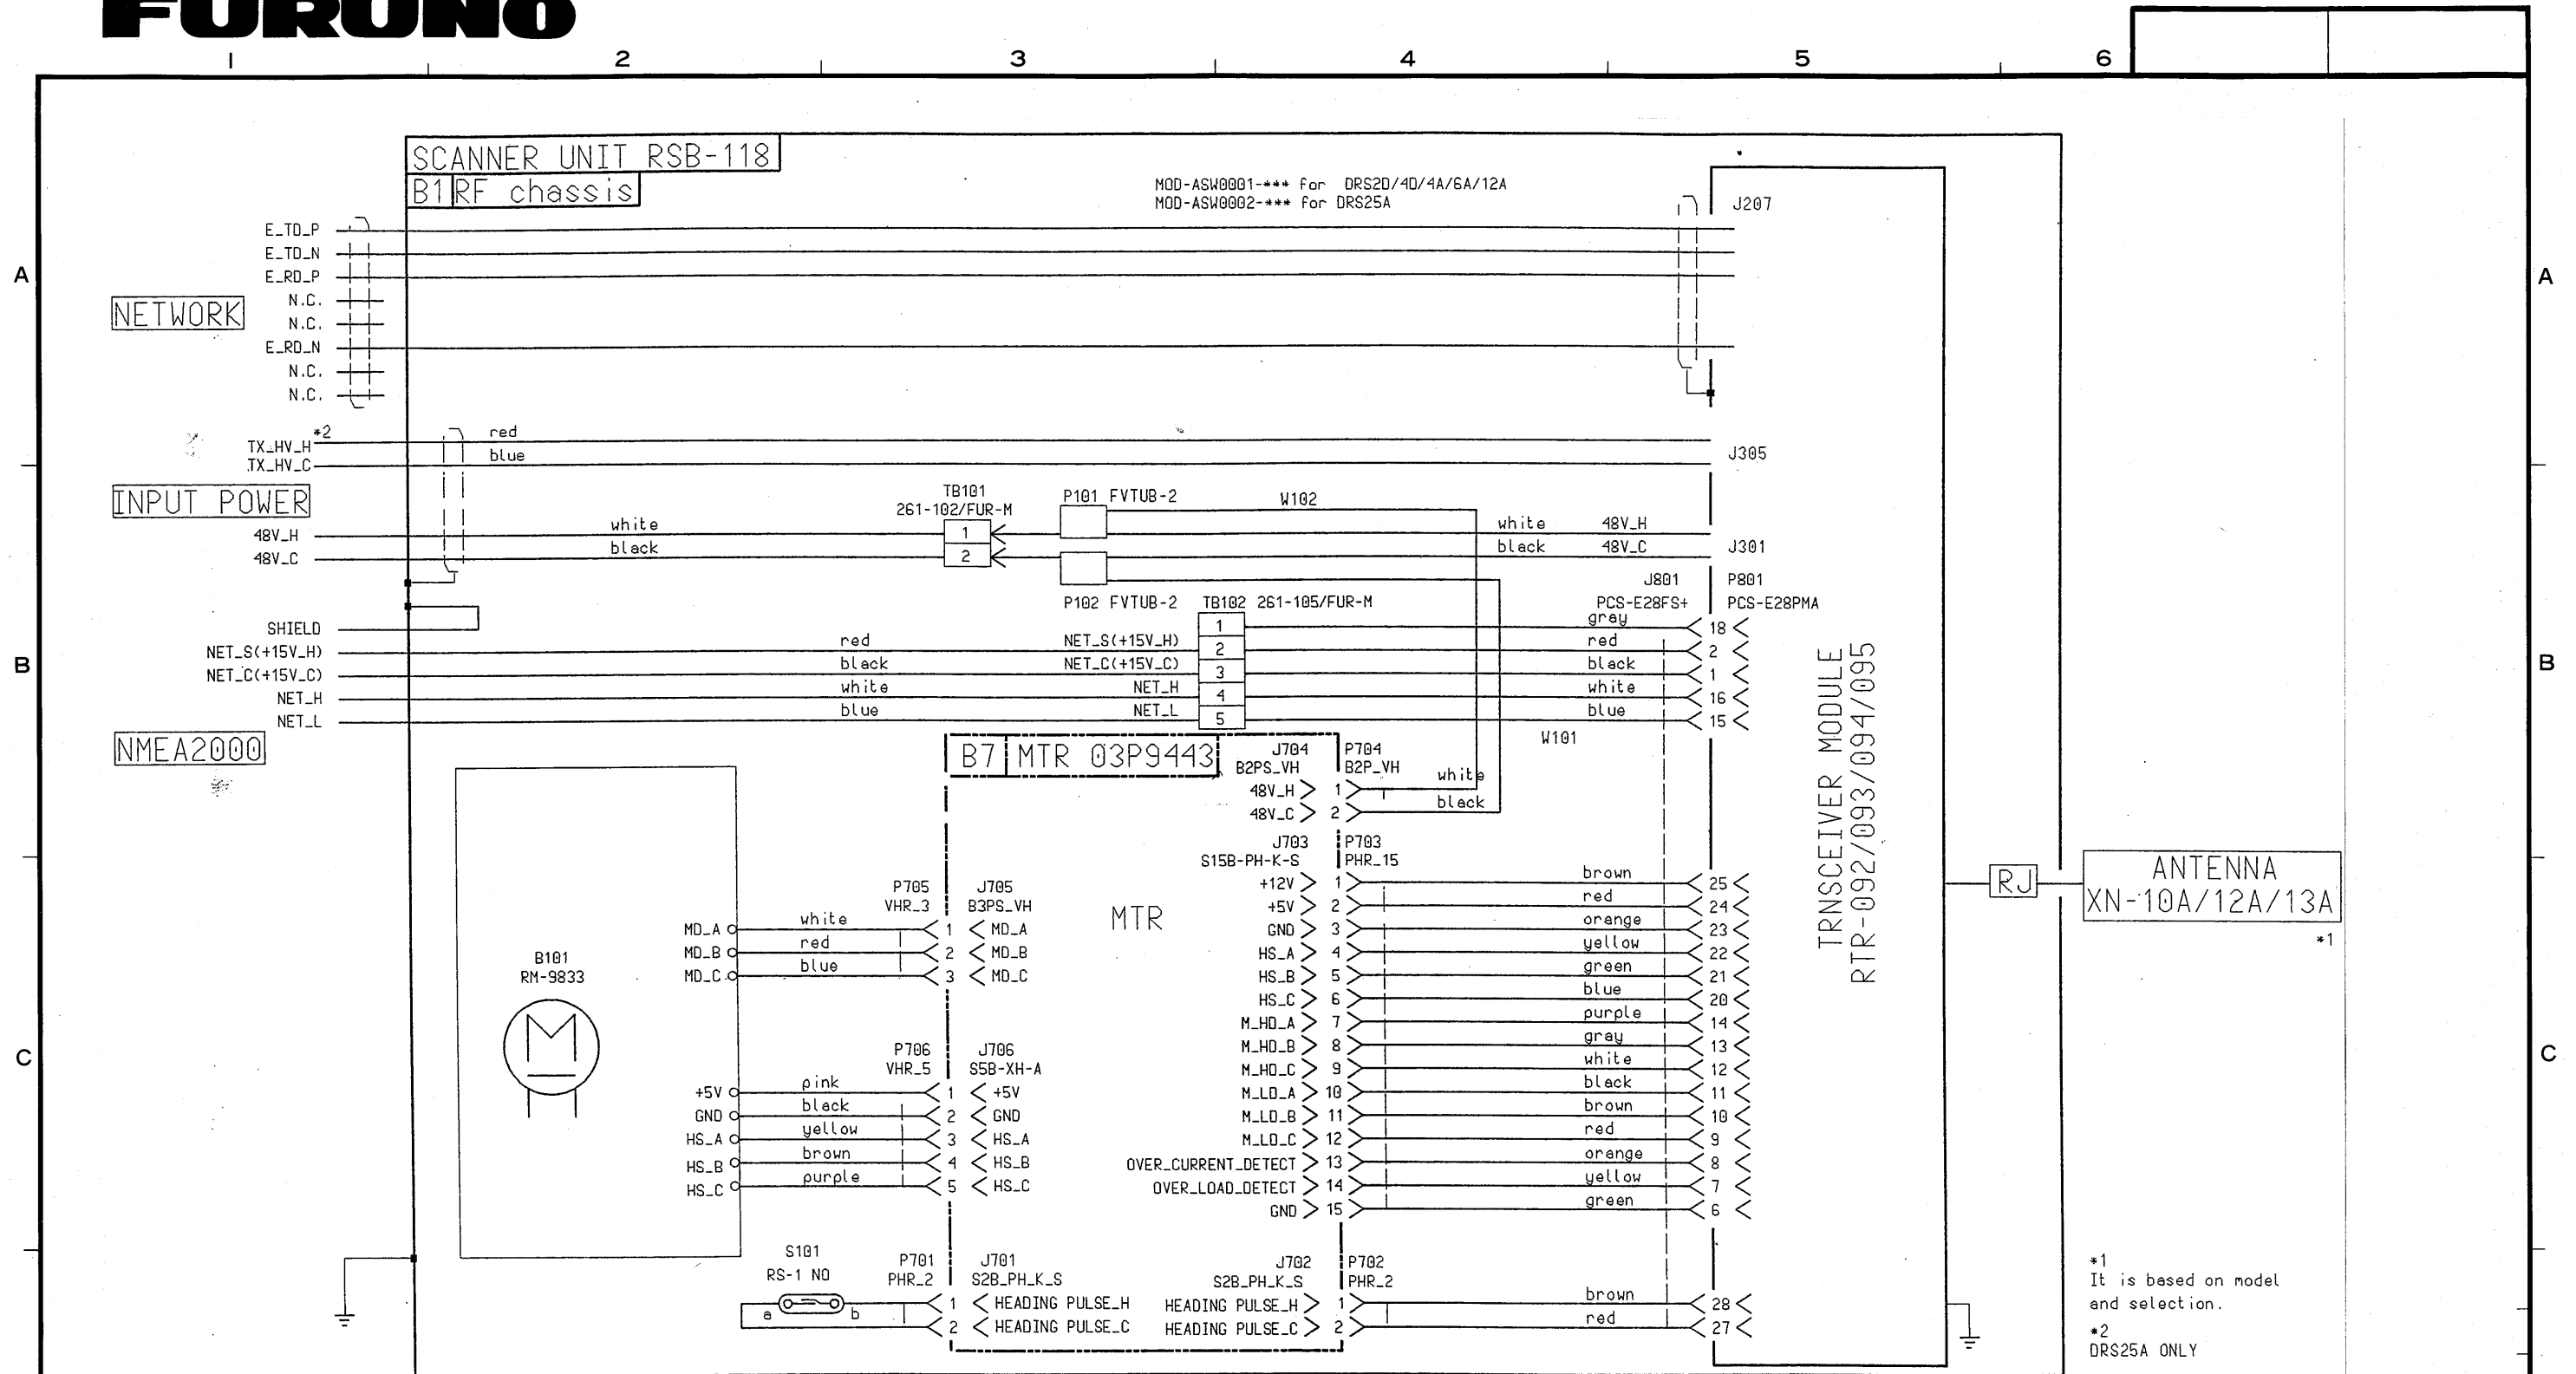 FURUNO
1 2 3 4 5 6
SCANNER UNIT RSB-118
B1 RF chassis
MOD-ASW0001-*** for DRS2D/4D/4A/6A/12A
MOD-ASW0002-*** for DRS25A
J207
A A
E_TD_P
E_TD_N
E_RD_P
N.C.
N.C.
E_RD_N
N.C.
N.C.
NETWORK
TX_HV_H *2 red
TX_HV_C blue
J305
INPUT POWER
TB101
261-102/FUR-M
P101 FVTUB-2
W102
48V_H white 1 white 48V_H
48V_C black 2 black 48V_C
J301
P102 FVTUB-2
TB102 261-105/FUR-M
J801 P801
PCS-E28FS+ PCS-E28PMA
B B
SHIELD 1 gray 18
NET_S(+15V_H) red NET_S(+15V_H) 2 red 2
NET_C(+15V_C) black NET_C(+15V_C) 3 black 1
NET_H white NET_H 4 white 16
NET_L blue NET_L 5 blue 15
NMEA2000
W101
B7 MTR 03P9443
J704 P704
B2PS_VH B2P_VH
48V_H 1 white
48V_C 2 black
J703 P703
S15B-PH-K-S PHR_15
+12V 1 brown 25
+5V 2 red 24
GND 3 orange 23
HS_A 4 yellow 22
HS_B 5 green 21
HS_C 6 blue 20
M_HD_A 7 purple 14
M_HD_B 8 gray 13
M_HD_C 9 white 12
M_LD_A 10 black 11
M_LD_B 11 brown 10
M_LD_C 12 red 9
OVER_CURRENT_DETECT 13 orange 8
OVER_LOAD_DETECT 14 yellow 7
GND 15 green 6
MTR
P705 J705
VHR_3 B3PS_VH
MD_A white 1 MD_A
MD_B red 2 MD_B
MD_C blue 3 MD_C
B101
RM-9833
M
C C
P706 J706
VHR_5 S5B-XH-A
+5V pink 1 +5V
GND black 2 GND
HS_A yellow 3 HS_A
HS_B brown 4 HS_B
HS_C purple 5 HS_C
S101
RS-1 NO
a b
P701 J701
PHR_2 S2B_PH_K_S
1 HEADING PULSE_H
2 HEADING PULSE_C
J702 P702
S2B_PH_K_S PHR_2
HEADING PULSE_H 1 brown 28
HEADING PULSE_C 2 red 27
TRNSCEIVER MODULE
RTR-092/093/094/095
RJ
ANTENNA
XN-10A/12A/13A
*1
*1
It is based on model
and selection.
*2
DRS25A ONLY